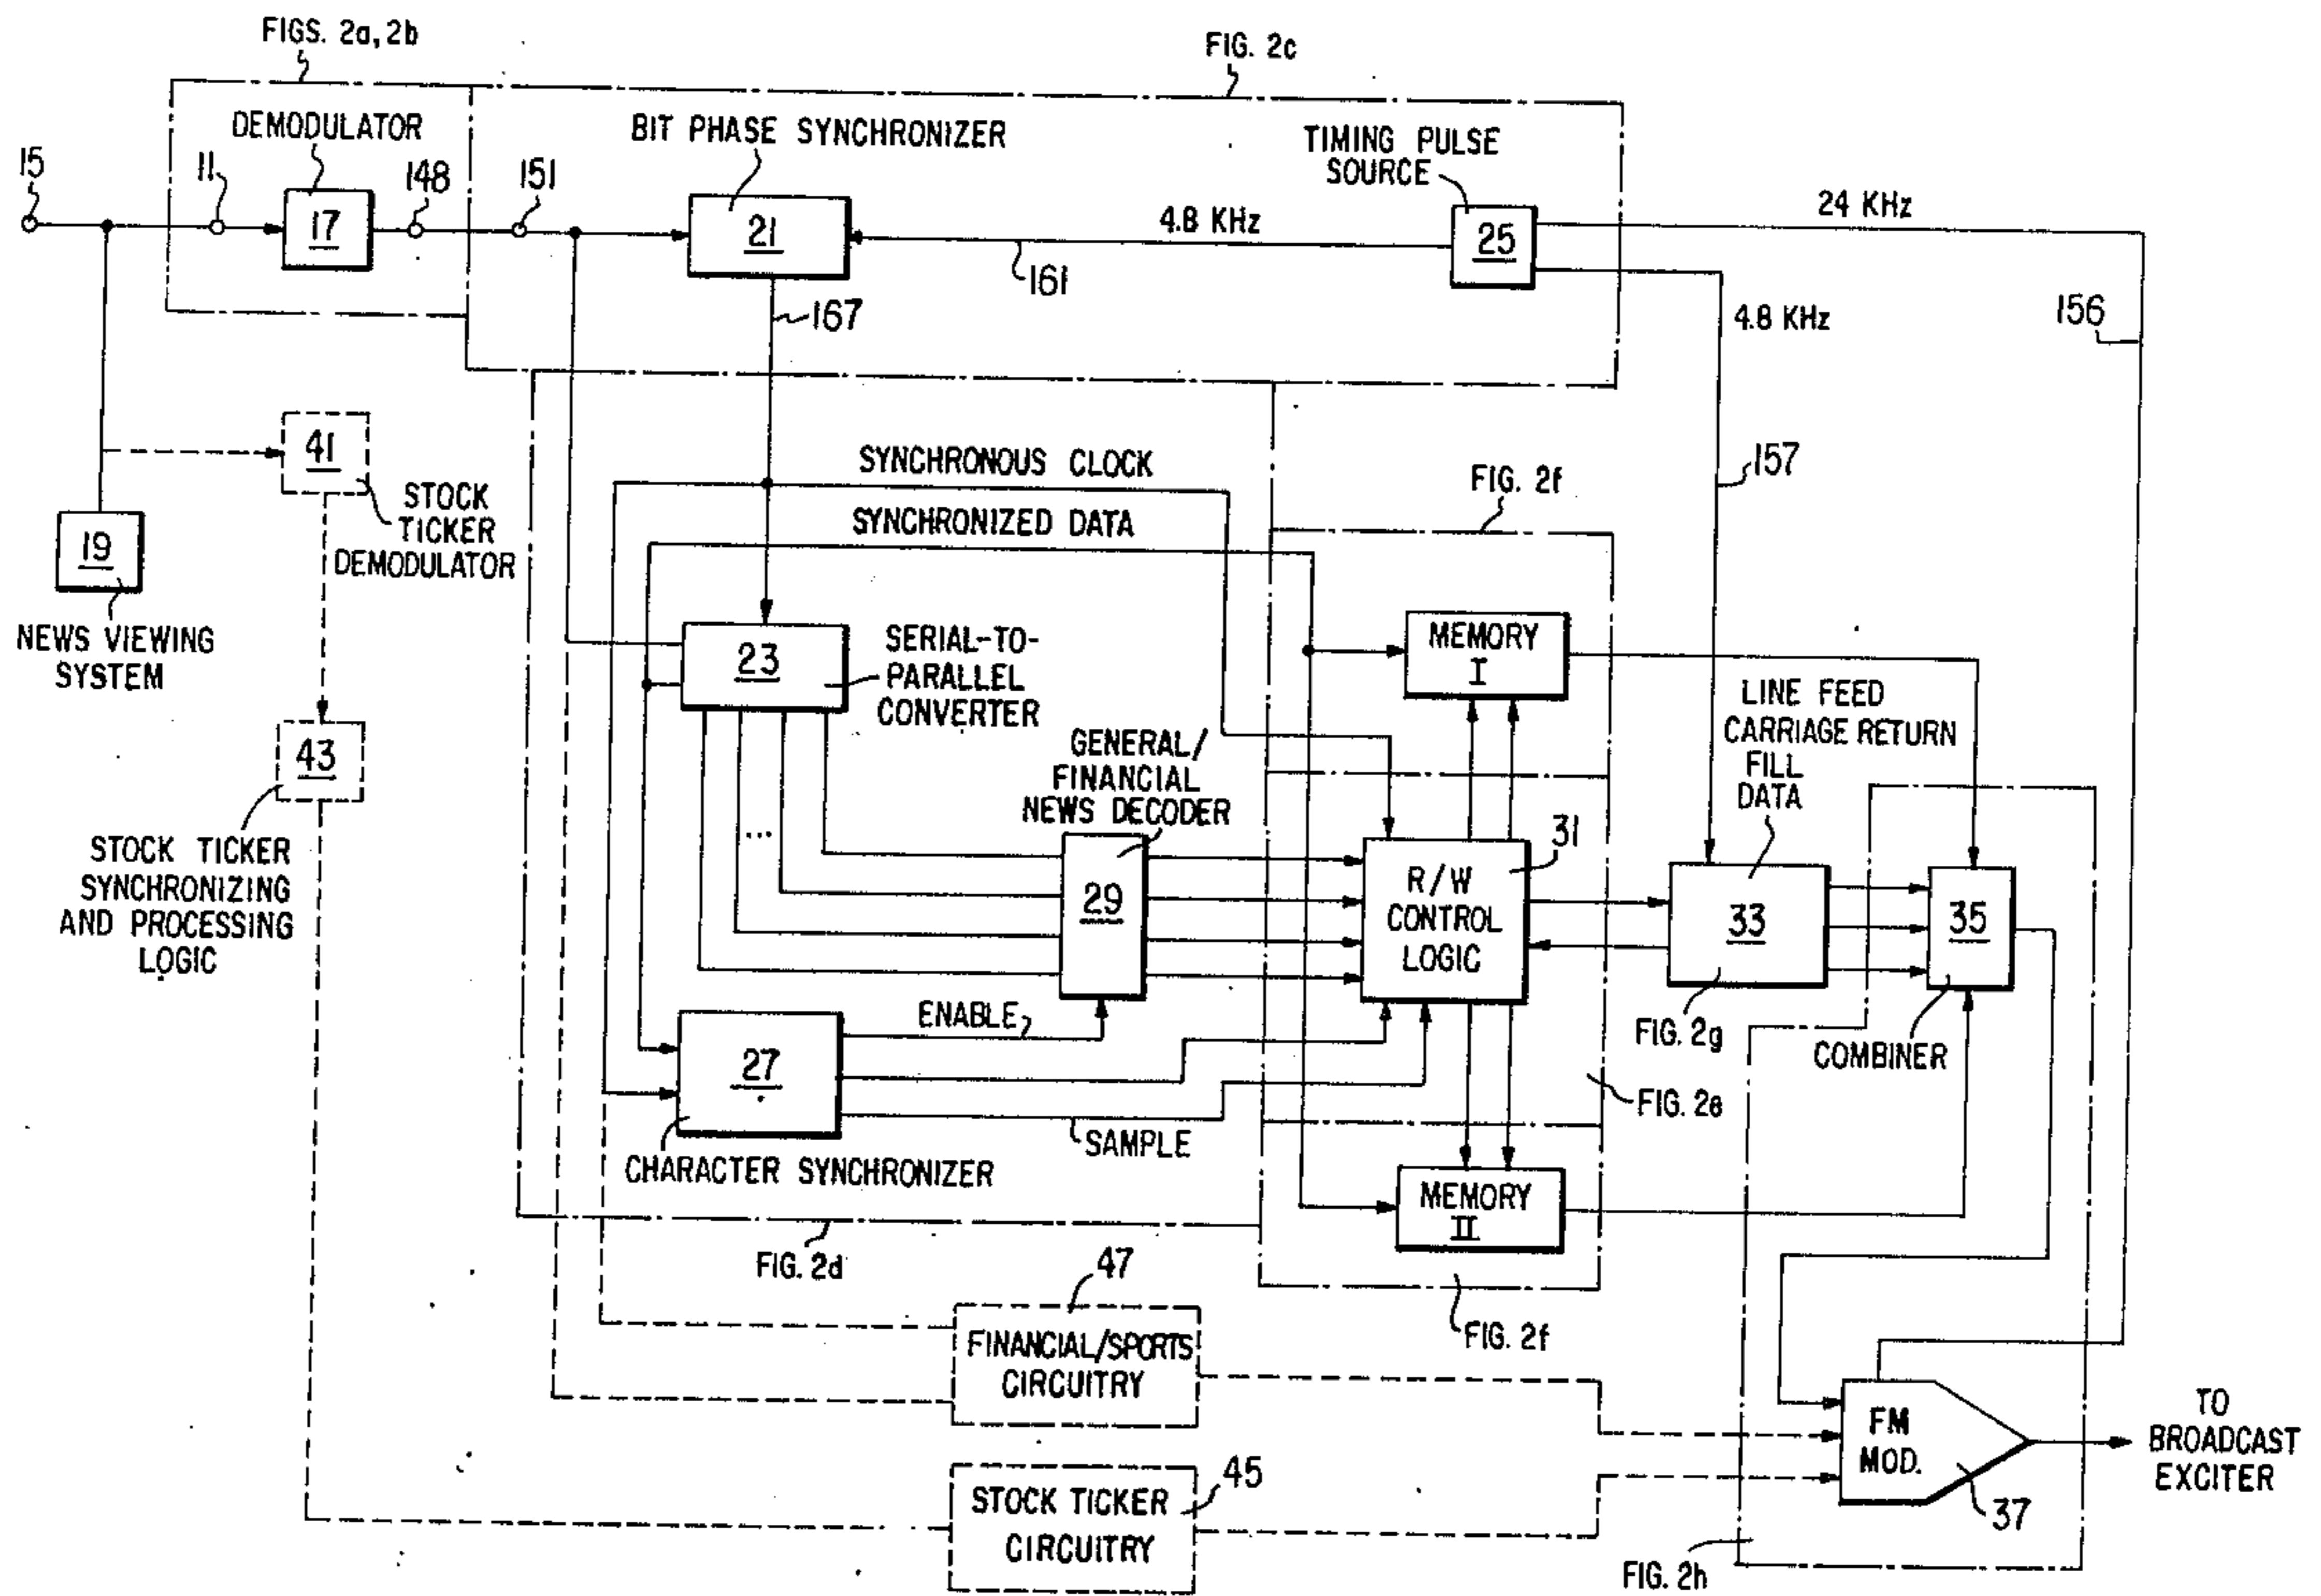 FIGS. 2a, 2b
FIG. 2c
DEMODULATOR
BIT PHASE SYNCHRONIZER
TIMING PULSE
SOURCE
15
11
17
148
151
21
4.8 KHz
161
25
24 KHz
167
4.8 KHz
156
41
STOCK
TICKER
DEMODULATOR
19
NEWS VIEWING
SYSTEM
SYNCHRONOUS CLOCK
SYNCHRONIZED DATA
FIG. 2f
157
23
SERIAL-TO-
PARALLEL
CONVERTER
MEMORY
I
LINE FEED
CARRIAGE RETURN
FILL
DATA
43
STOCK TICKER
SYNCHRONIZING
AND PROCESSING
LOGIC
...
GENERAL/
FINANCIAL
NEWS DECODER
29
31
R/W
CONTROL
LOGIC
33
35
FIG. 2g
COMBINER
ENABLE
27
SAMPLE
CHARACTER SYNCHRONIZER
FIG. 2e
MEMORY
II
FIG. 2d
FIG. 2f
47
FINANCIAL/SPORTS
CIRCUITRY
45
STOCK TICKER
CIRCUITRY
FM
MOD.
37
TO
BROADCAST
EXCITER
FIG. 2h